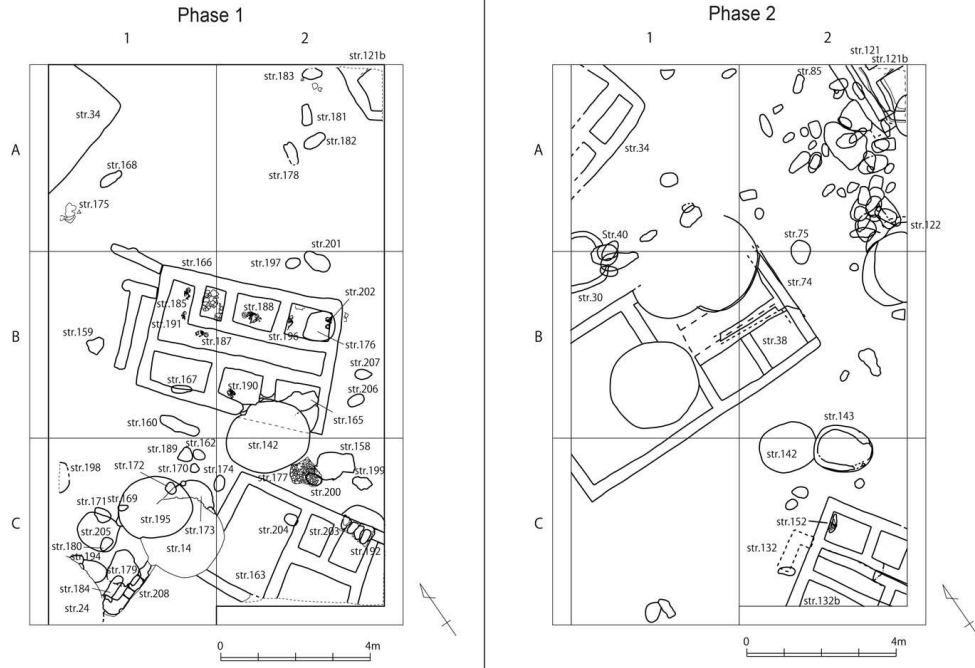 Phase 1
1 2
str.121b
str.183
str.34
str.181
str.182
A
str.178
str.168
str.175
str.201
str.166
str.197
str.202
str.185
str.188
str.191
str.159
B
str.187
str.196
str.176
str.207
str.167
str.190
str.206
str.165
str.160
str.142
str.162
str.189
str.158
str.172
str.170
str.174
str.198
str.177
str.199
str.200
str.169
str.171
str.195
C
str.205
str.173
str.204
str.203
str.14
str.192
str.180
str.194
str.179
str.163
str.184
str.208
str.24
0 4m
Phase 2
1 2
str.121
str.121b
str.85
A
str.34
str.122
Str.40
str.75
str.74
str.30
B
str.38
str.143
str.142
C
str.152
str.132
str.132b
0 4m